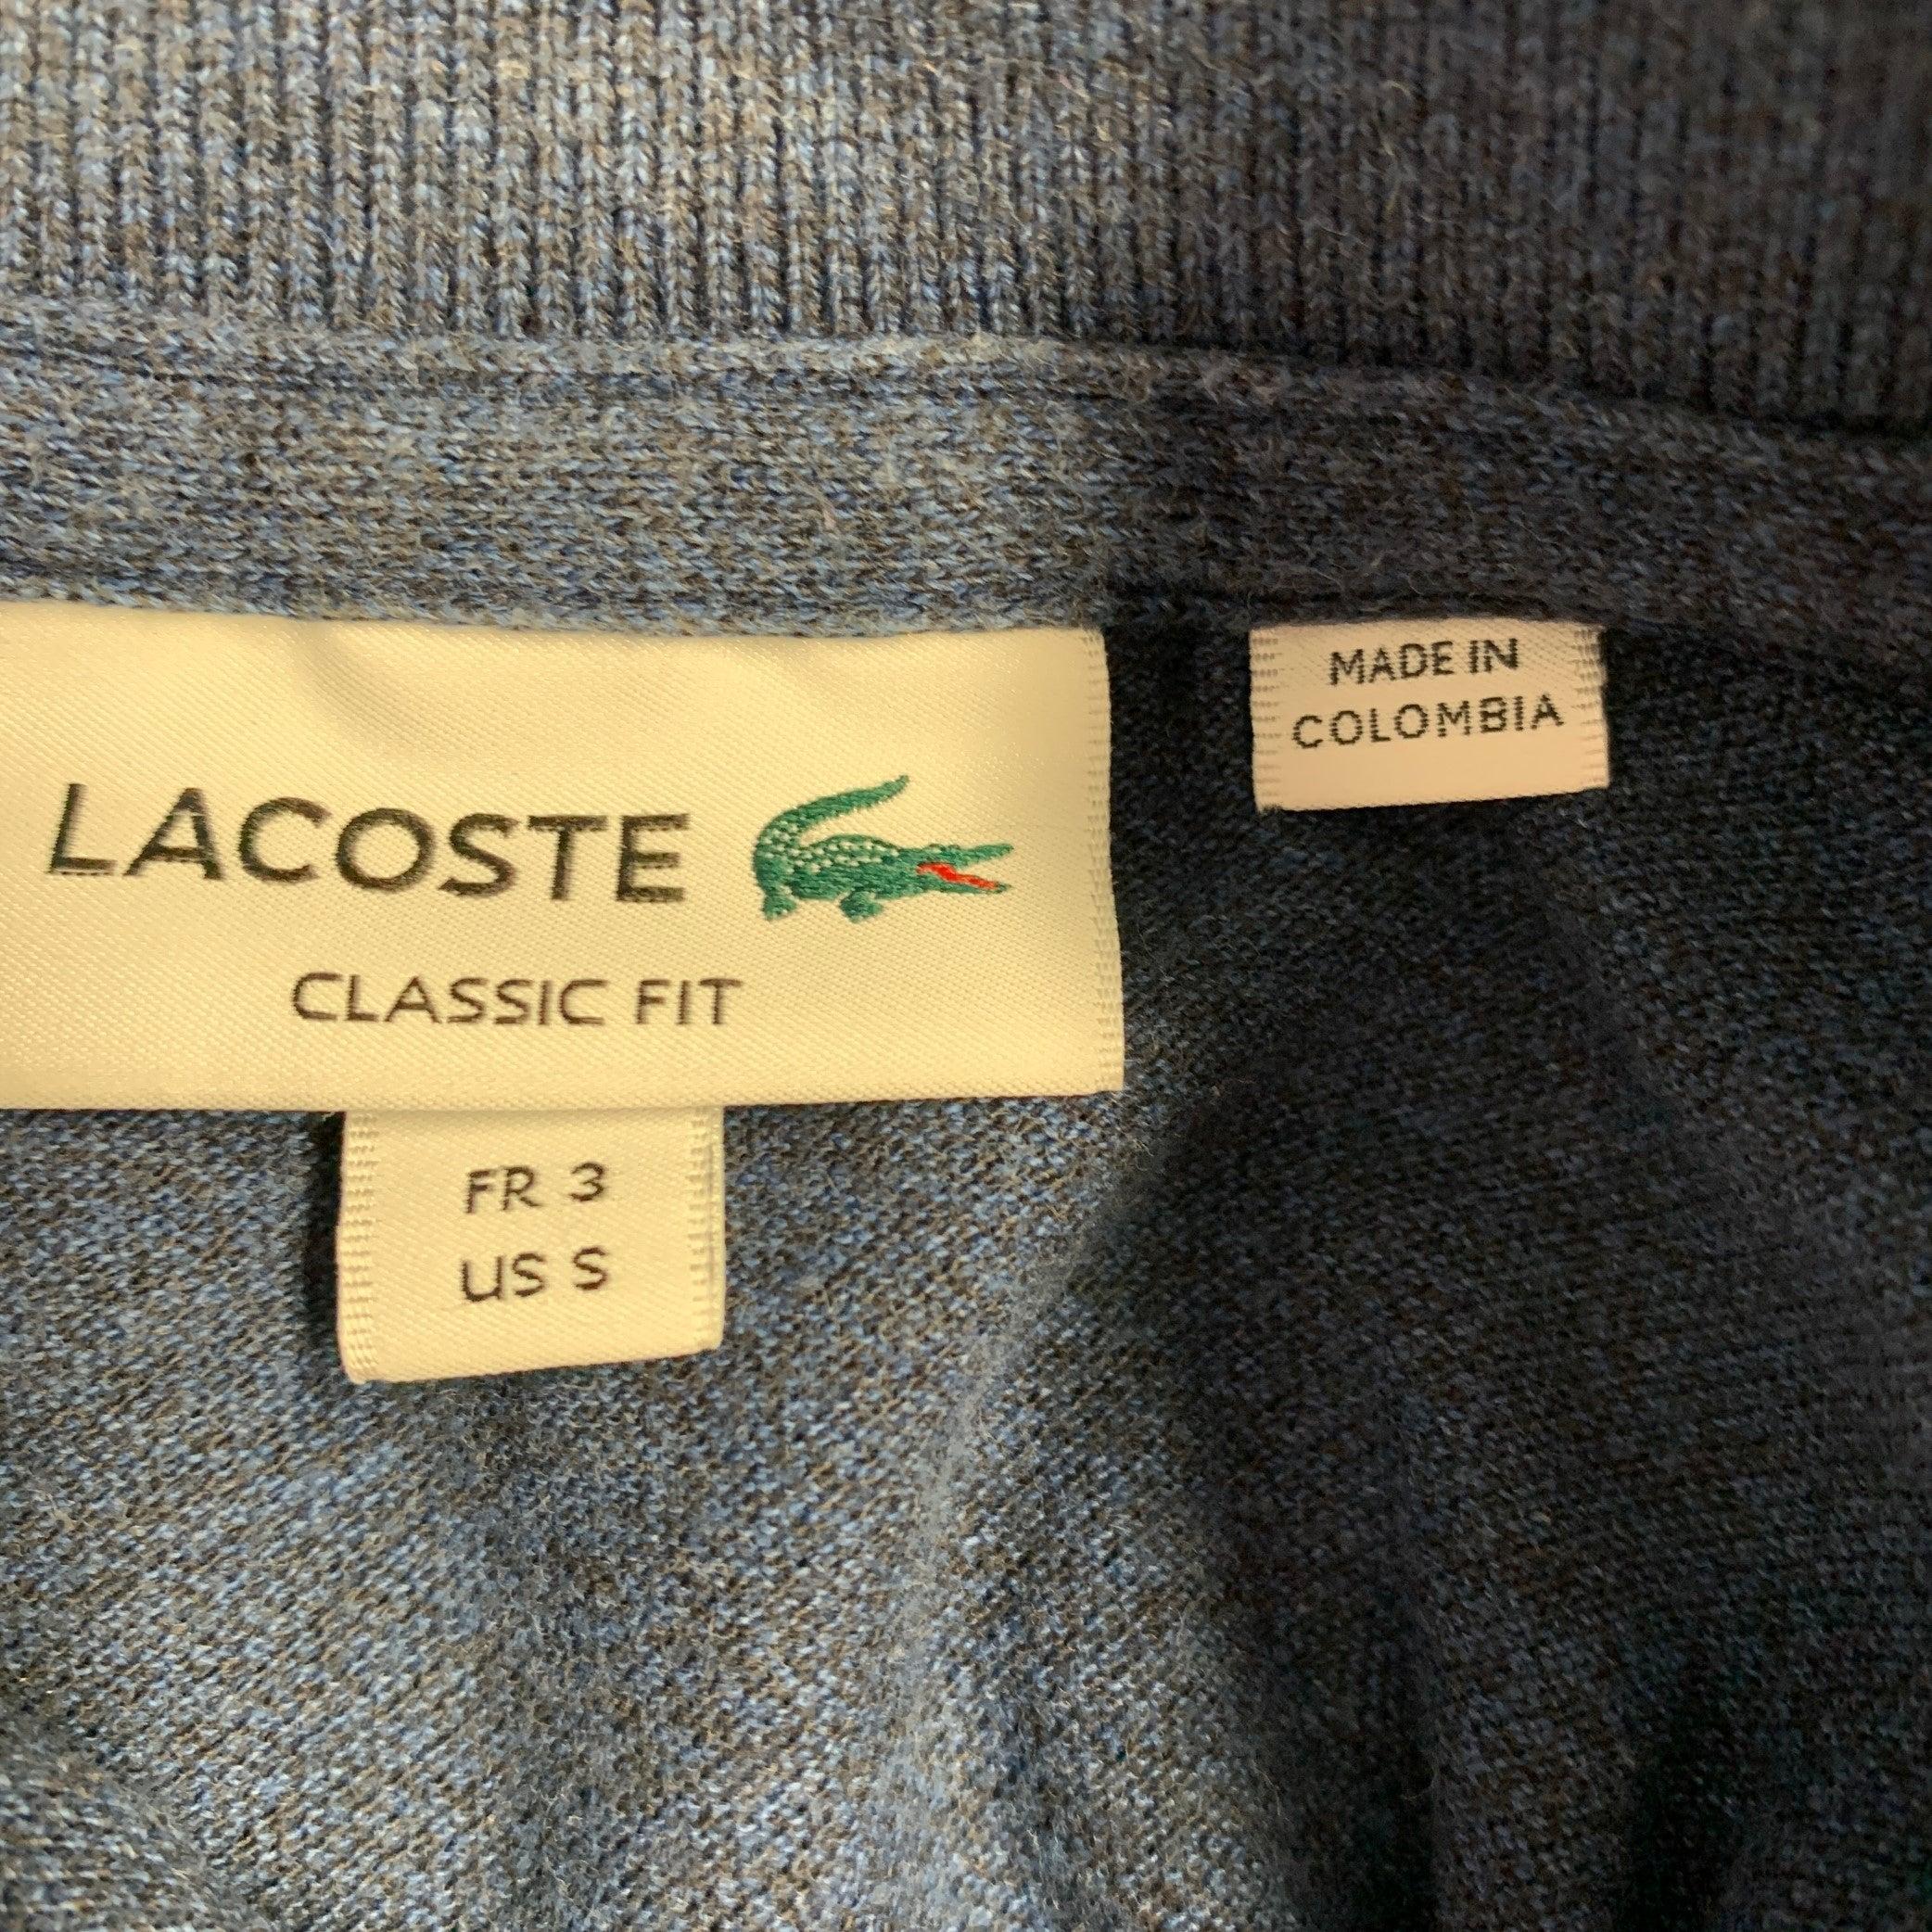 LACOSTE
CLASSIC FIT
FR 3
US S
MADE IN
COLOMBIA